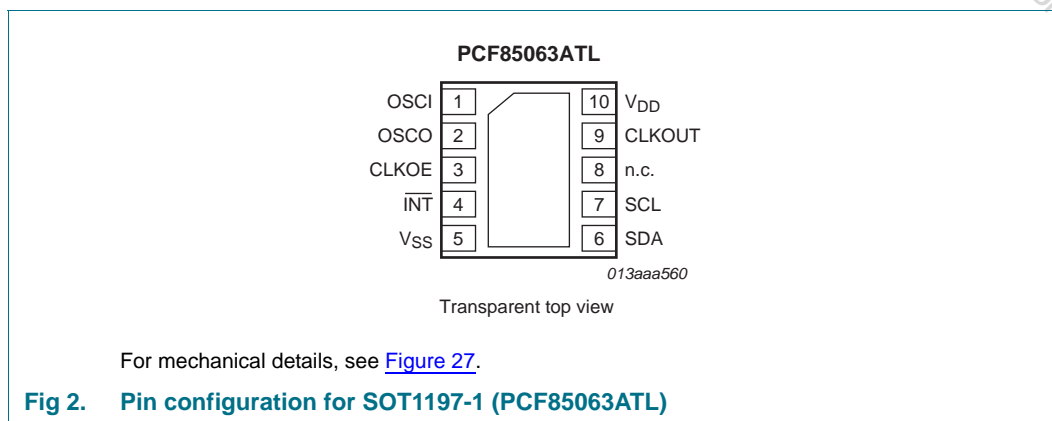 PCF85063ATL
OSCI 1 10 VDD
OSCO 2 9 CLKOUT
CLKOE 3 8 n.c.
INT 4 7 SCL
VSS 5 6 SDA
013aaa560
Transparent top view
For mechanical details, see Figure 27.
Fig 2. Pin configuration for SOT1197-1 (PCF85063ATL)